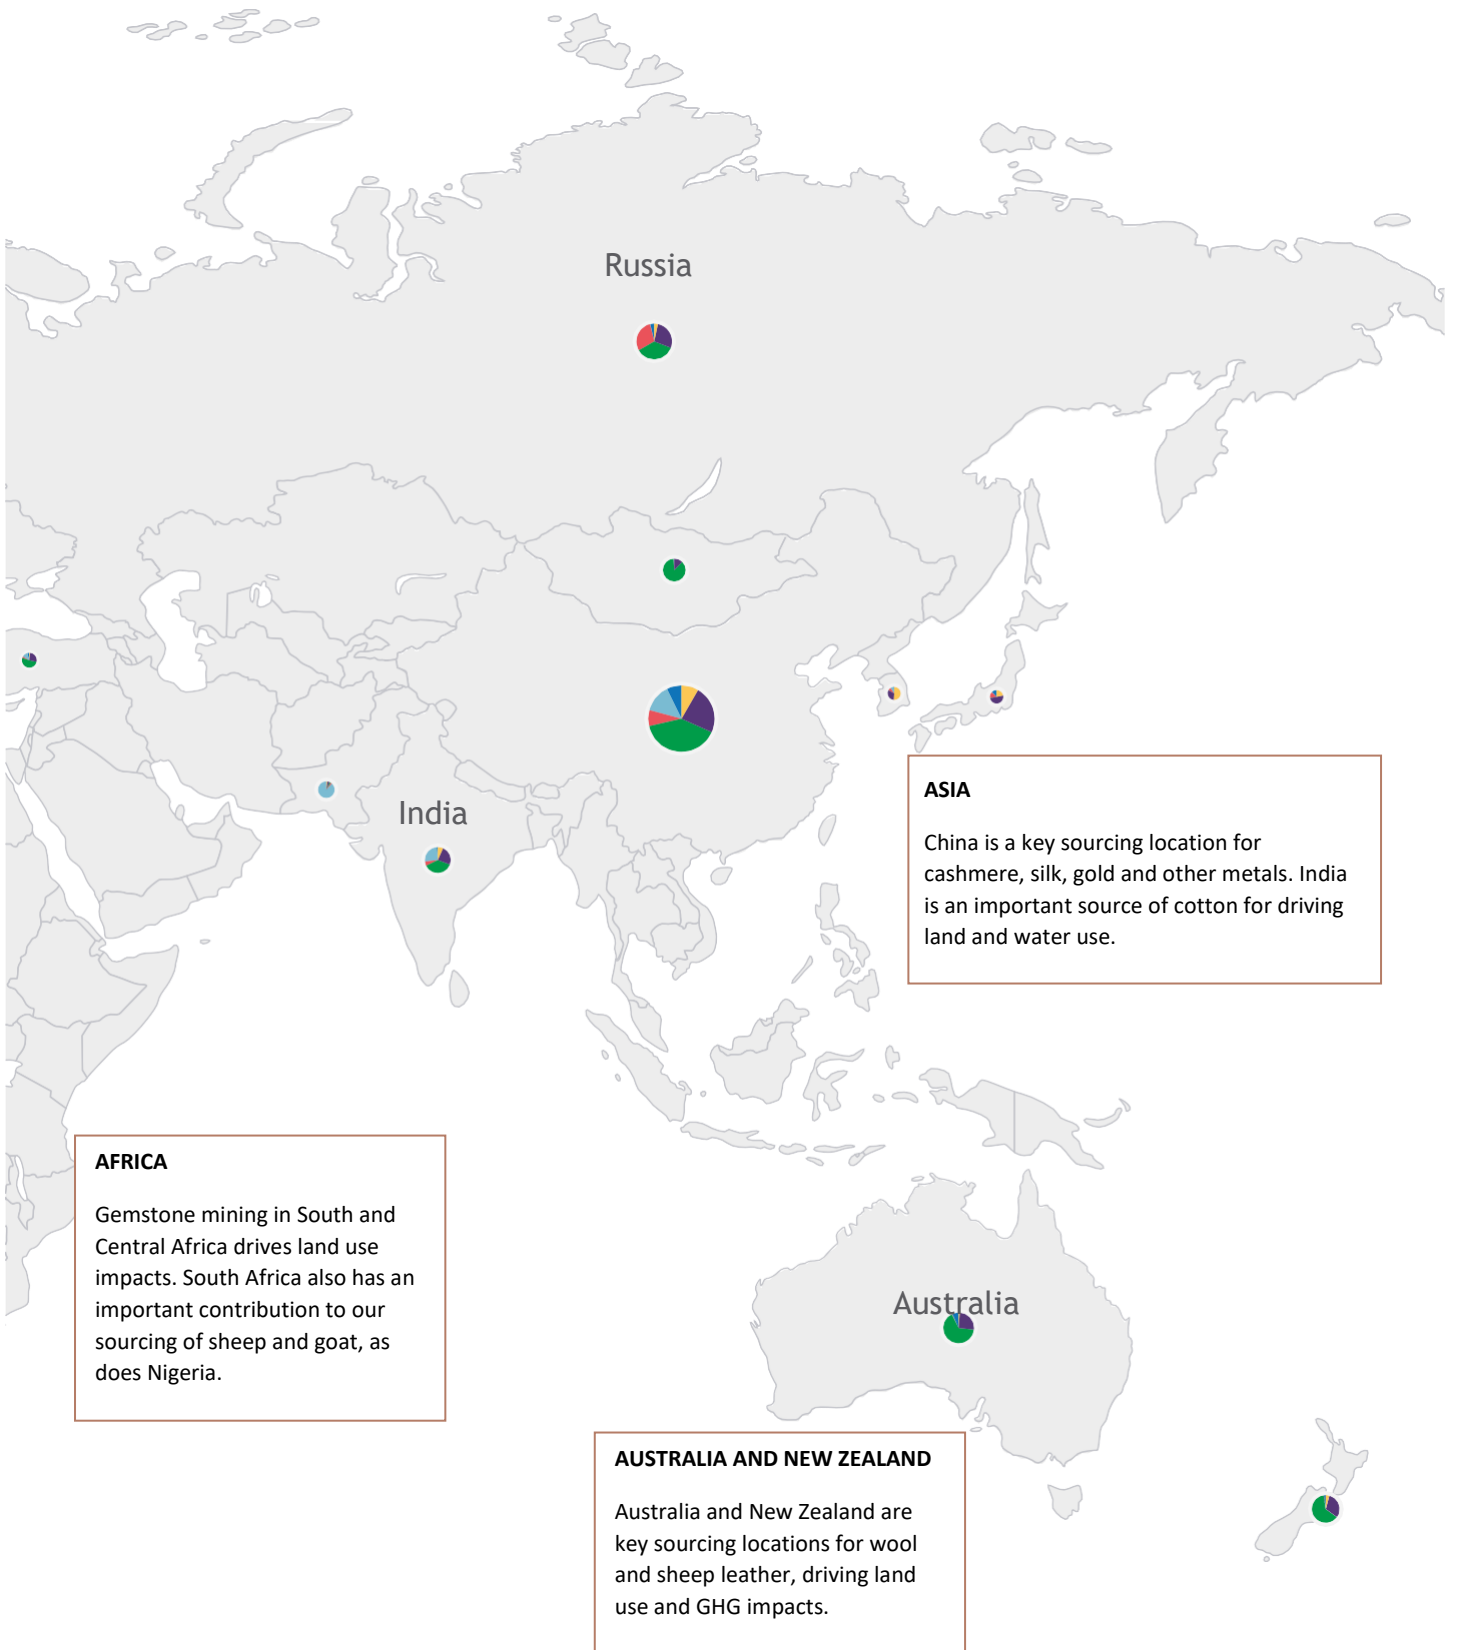 Russia
India
ASIA
China is a key sourcing location for
cashmere, silk, gold and other metals. India
is an important source of cotton for driving
land and water use.
AFRICA
Gemstone mining in South and
Central Africa drives land use
impacts. South Africa also has an
important contribution to our
sourcing of sheep and goat, as
does Nigeria.
Australia
AUSTRALIA AND NEW ZEALAND
Australia and New Zealand are
key sourcing locations for wool
and sheep leather, driving land
use and GHG impacts.